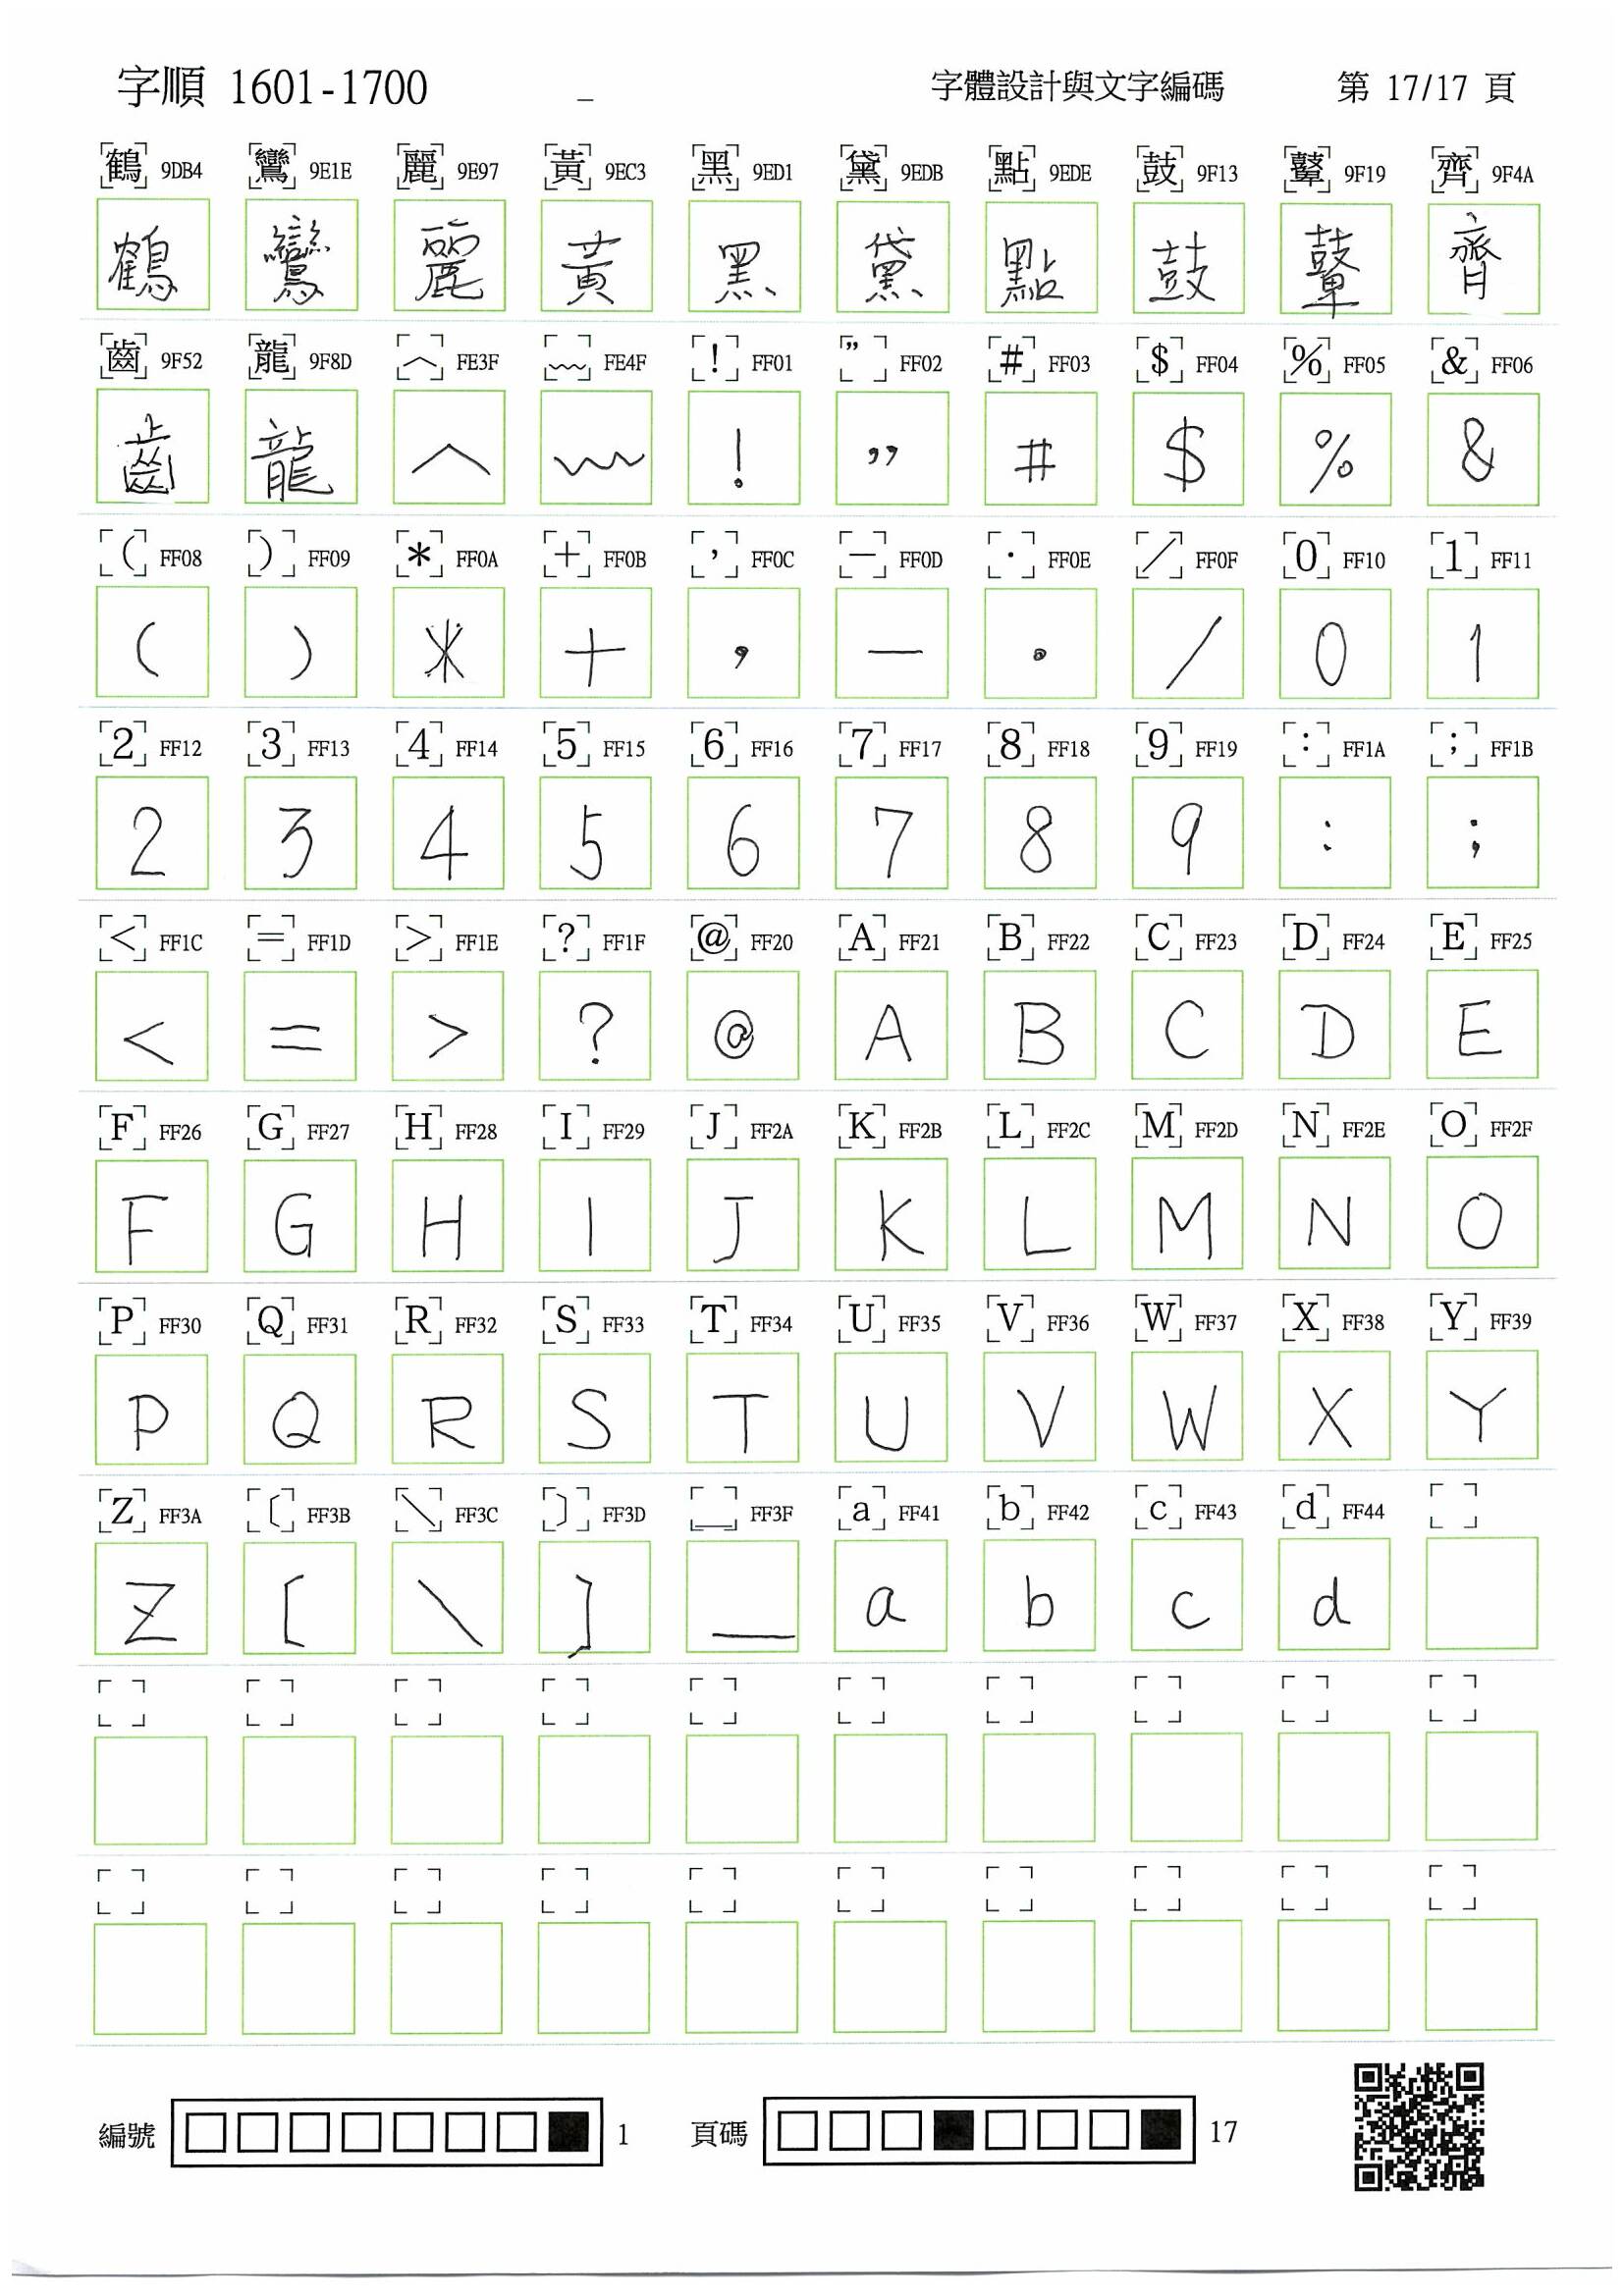 字順 1601-1700 _ 字體設計與文字編碼 第 17/17 頁
鶴 9DB4 鸞 9E1E 麗 9E97 黃 9EC3 黑 9ED1 黛 9EDB 點 9EDE 鼓 9F13 鼙 9F19 齊 9F4A
鶴 鸞 麗 黃 黑 黛 點 鼓 鼙 齊
齒 9F52 龍 9F8D ︿ FE3F ﹏ FE4F ! FF01 ” FF02 # FF03 $ FF04 % FF05 & FF06
齒 龍 ︿ ﹏ ! ” # $ % &
( FF08 ) FF09 * FF0A + FF0B , FF0C — FF0D . FF0E / FF0F 0 FF10 1 FF11
( ) * + , — . / 0 1
2 FF12 3 FF13 4 FF14 5 FF15 6 FF16 7 FF17 8 FF18 9 FF19 : FF1A ; FF1B
2 3 4 5 6 7 8 9 : ;
< FF1C = FF1D > FF1E ? FF1F @ FF20 A FF21 B FF22 C FF23 D FF24 E FF25
< = > ? @ A B C D E
F FF26 G FF27 H FF28 I FF29 J FF2A K FF2B L FF2C M FF2D N FF2E O FF2F
F G H I J K L M N O
P FF30 Q FF31 R FF32 S FF33 T FF34 U FF35 V FF36 W FF37 X FF38 Y FF39
P Q R S T U V W X Y
Z FF3A [ FF3B \ FF3C ] FF3D _ FF3F a FF41 b FF42 c FF43 d FF44
Z [ \ ] _ a b c d
編號 1 頁碼 17